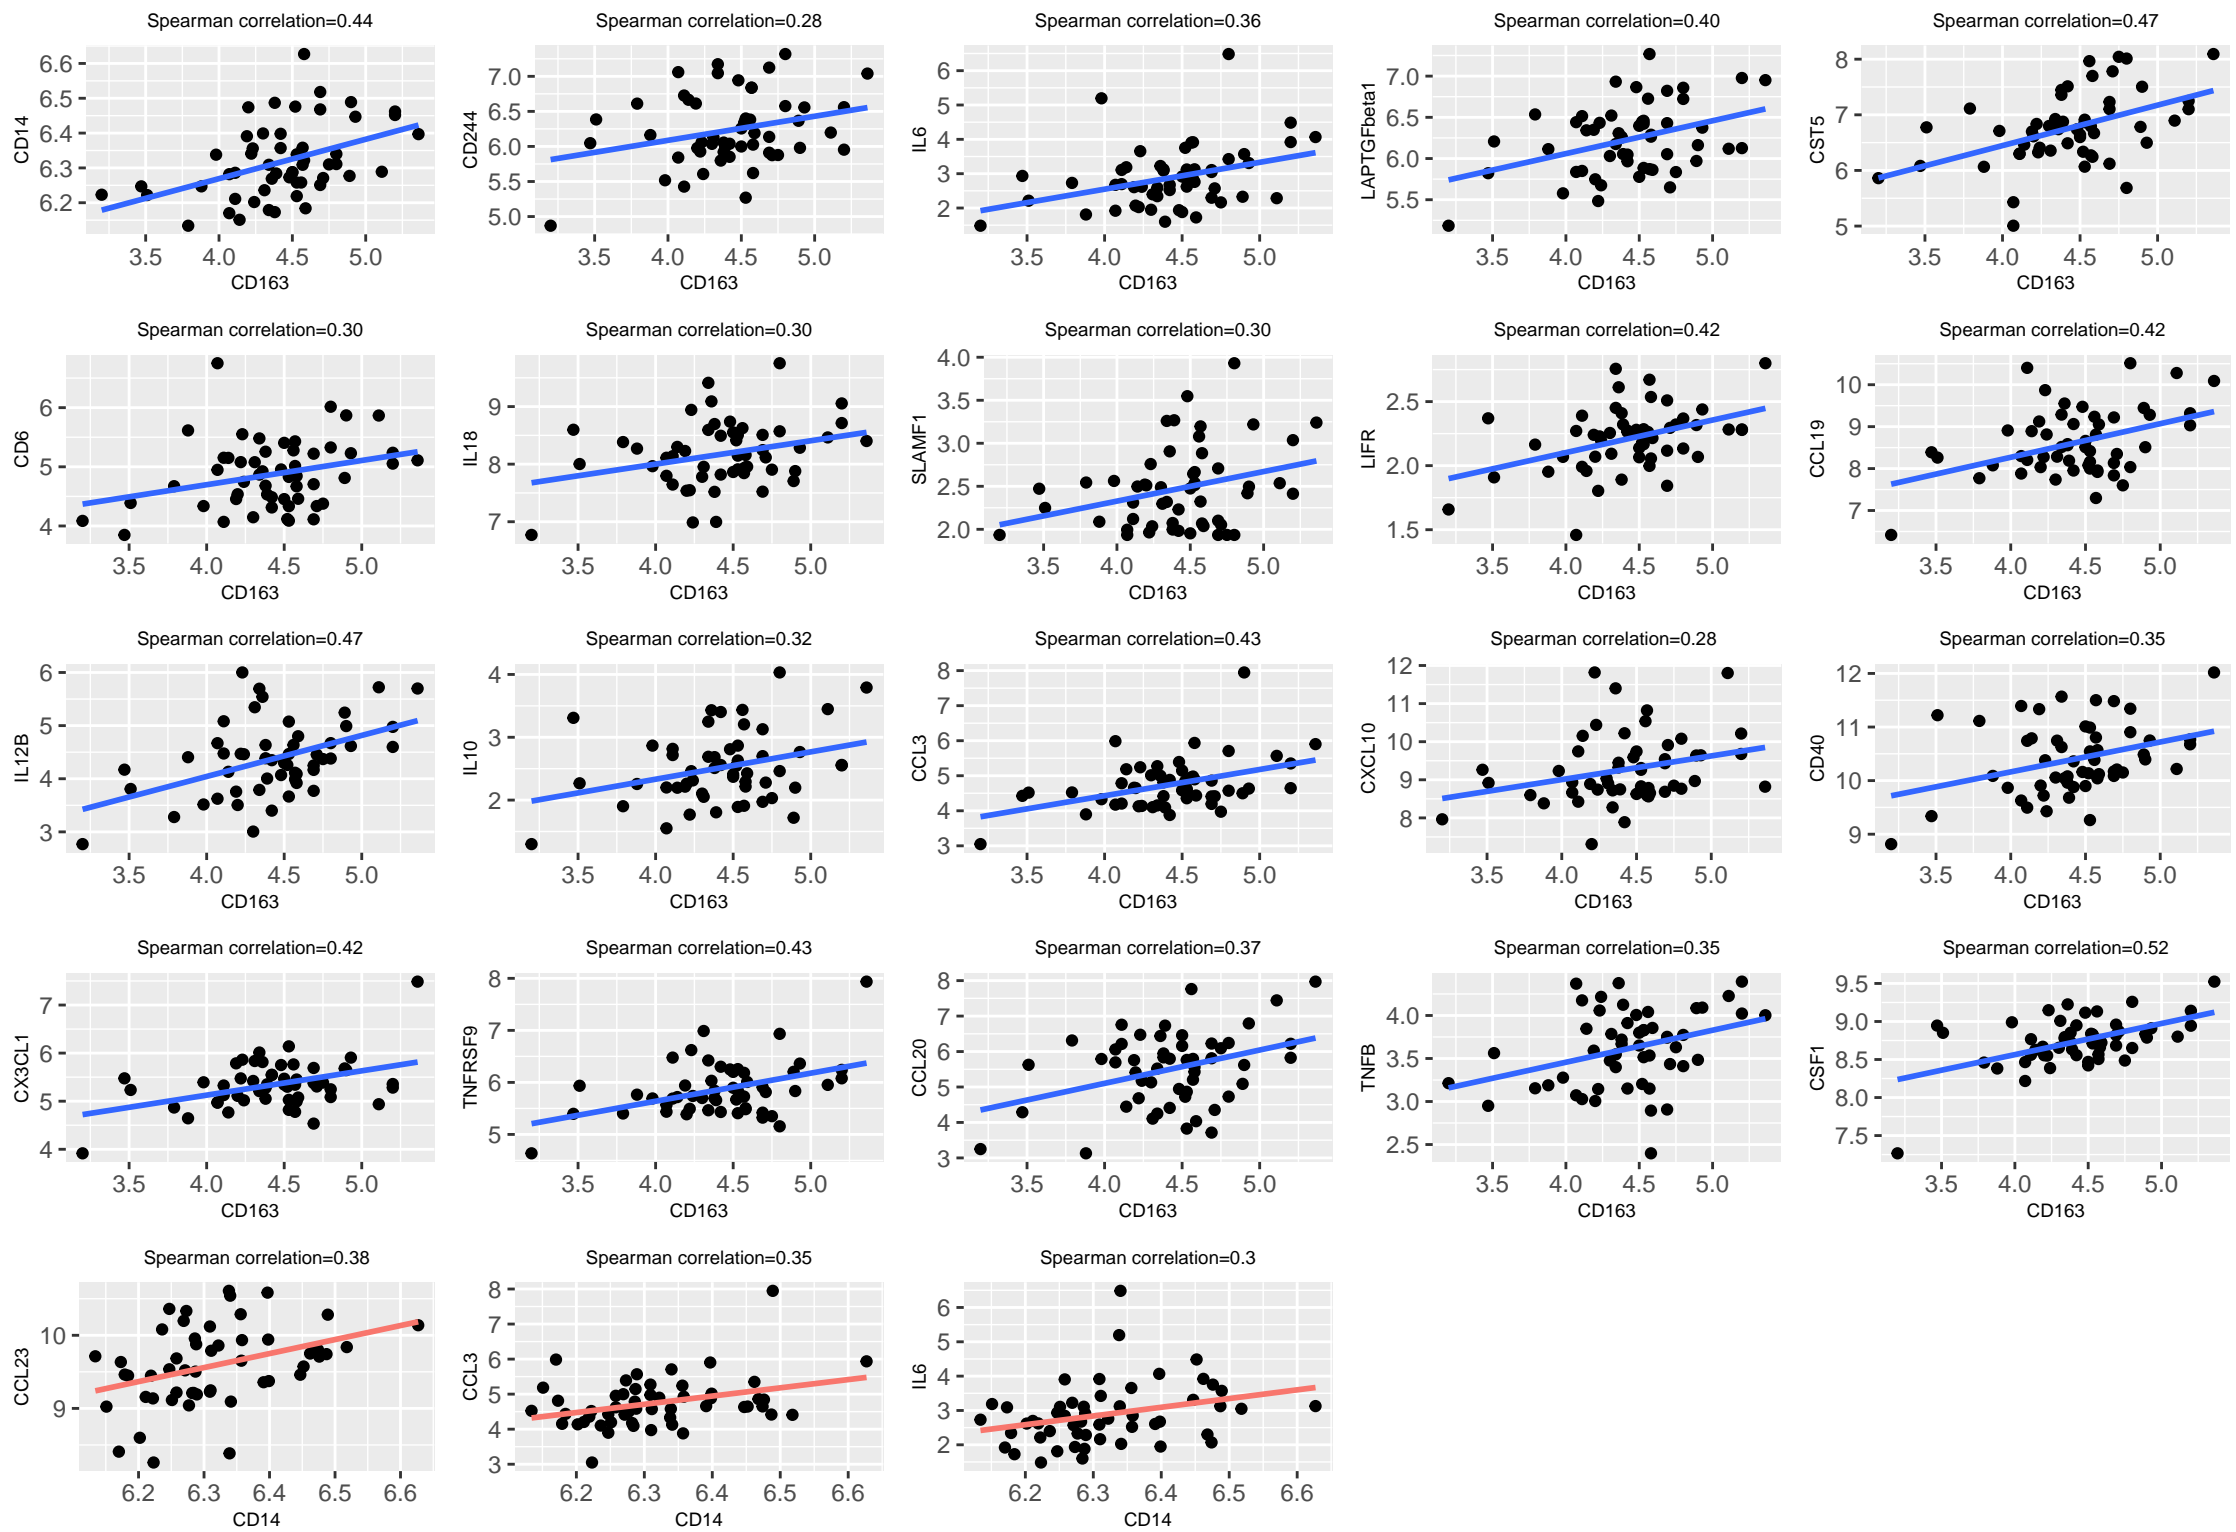 Spearman correlation=0.44
Spearman correlation=0.28
Spearman correlation=0.36
Spearman correlation=0.40
Spearman correlation=0.47
CD14
6.6
6.5
6.4
6.3
6.2
3.5 4.0 4.5 5.0
CD163
CD244
7.0
6.5
6.0
5.5
5.0
3.5 4.0 4.5 5.0
CD163
IL6
6
5
4
3
2
3.5 4.0 4.5 5.0
CD163
LAPTGFbeta1
7.0
6.5
6.0
5.5
3.5 4.0 4.5 5.0
CD163
CST5
8
7
6
5
3.5 4.0 4.5 5.0
CD163
Spearman correlation=0.30
Spearman correlation=0.30
Spearman correlation=0.30
Spearman correlation=0.42
Spearman correlation=0.42
CD6
6
5
4
3.5 4.0 4.5 5.0
CD163
IL18
9
8
7
3.5 4.0 4.5 5.0
CD163
SLAMF1
4.0
3.5
3.0
2.5
2.0
3.5 4.0 4.5 5.0
CD163
LIFR
2.5
2.0
1.5
3.5 4.0 4.5 5.0
CD163
CCL19
10
9
8
7
3.5 4.0 4.5 5.0
CD163
Spearman correlation=0.47
Spearman correlation=0.32
Spearman correlation=0.43
Spearman correlation=0.28
Spearman correlation=0.35
IL12B
6
5
4
3
3.5 4.0 4.5 5.0
CD163
IL10
4
3
2
3.5 4.0 4.5 5.0
CD163
CCL3
8
7
6
5
4
3
3.5 4.0 4.5 5.0
CD163
CXCL10
12
11
10
9
8
3.5 4.0 4.5 5.0
CD163
CD40
12
11
10
9
3.5 4.0 4.5 5.0
CD163
Spearman correlation=0.42
Spearman correlation=0.43
Spearman correlation=0.37
Spearman correlation=0.35
Spearman correlation=0.52
CX3CL1
7
6
5
4
3.5 4.0 4.5 5.0
CD163
TNFRSF9
8
7
6
5
3.5 4.0 4.5 5.0
CD163
CCL20
8
7
6
5
4
3
3.5 4.0 4.5 5.0
CD163
TNFB
4.0
3.5
3.0
2.5
3.5 4.0 4.5 5.0
CD163
CSF1
9.5
9.0
8.5
8.0
7.5
3.5 4.0 4.5 5.0
CD163
Spearman correlation=0.38
Spearman correlation=0.35
Spearman correlation=0.3
CCL23
10
9
6.2 6.3 6.4 6.5 6.6
CD14
CCL3
8
7
6
5
4
3
6.2 6.3 6.4 6.5 6.6
CD14
IL6
6
5
4
3
2
6.2 6.3 6.4 6.5 6.6
CD14